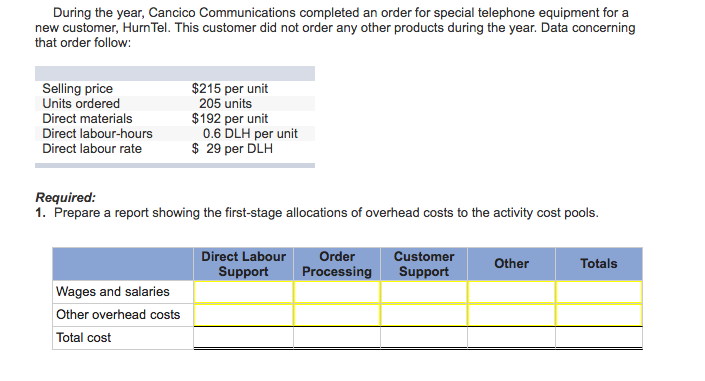 During the year, Cancico Communications completed an order for special telephone equipment for a
new customer, HurnTel. This customer did not order any other products during the year. Data concerning
that order follow:
Selling price $215 per unit
Units ordered 205 units
Direct materials $192 per unit
Direct labour-hours 0.6 DLH per unit
Direct labour rate $ 29 per DLH
Required:
1. Prepare a report showing the first-stage allocations of overhead costs to the activity cost pools.
Direct Labour Support Order Processing Customer Support Other Totals
Wages and salaries
Other overhead costs
Total cost